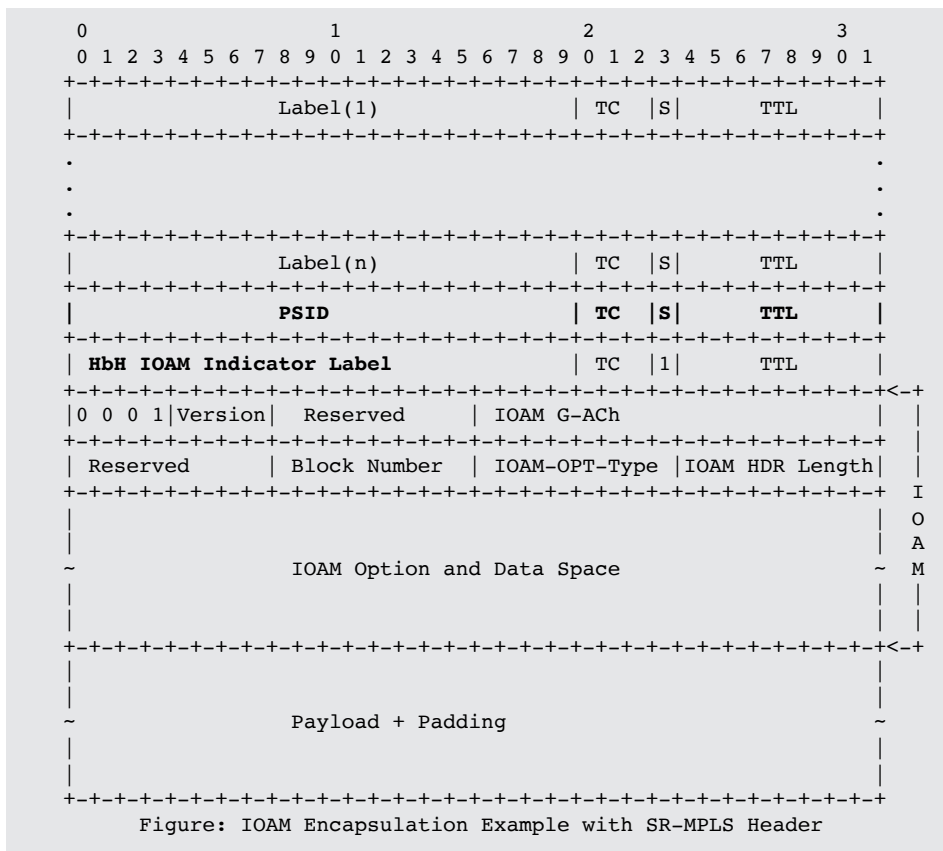 0                   1                   2                   3
 0 1 2 3 4 5 6 7 8 9 0 1 2 3 4 5 6 7 8 9 0 1 2 3 4 5 6 7 8 9 0 1
+-+-+-+-+-+-+-+-+-+-+-+-+-+-+-+-+-+-+-+-+-+-+-+-+-+-+-+-+-+-+-+-+
|                Label(1)               | TC  |S|      TTL      |
+-+-+-+-+-+-+-+-+-+-+-+-+-+-+-+-+-+-+-+-+-+-+-+-+-+-+-+-+-+-+-+-+
.                                                               .
.                                                               .
.                                                               .
+-+-+-+-+-+-+-+-+-+-+-+-+-+-+-+-+-+-+-+-+-+-+-+-+-+-+-+-+-+-+-+-+
|                Label(n)               | TC  |S|      TTL      |
+-+-+-+-+-+-+-+-+-+-+-+-+-+-+-+-+-+-+-+-+-+-+-+-+-+-+-+-+-+-+-+-+
|                PSID                   | TC  |S|      TTL      |
+-+-+-+-+-+-+-+-+-+-+-+-+-+-+-+-+-+-+-+-+-+-+-+-+-+-+-+-+-+-+-+-+
| HbH IOAM Indicator Label              | TC  |1|      TTL      |
+-+-+-+-+-+-+-+-+-+-+-+-+-+-+-+-+-+-+-+-+-+-+-+-+-+-+-+-+-+-+-+-+<-+
|0 0 0 1|Version|  Reserved     | IOAM G-ACh                    |  |
+-+-+-+-+-+-+-+-+-+-+-+-+-+-+-+-+-+-+-+-+-+-+-+-+-+-+-+-+-+-+-+-+  |
| Reserved      | Block Number  | IOAM-OPT-Type |IOAM HDR Length|  |
+-+-+-+-+-+-+-+-+-+-+-+-+-+-+-+-+-+-+-+-+-+-+-+-+-+-+-+-+-+-+-+-+  I
|                                                               |  O
|                                                               |  A
~                 IOAM Option and Data Space                    ~  M
|                                                               |  |
|                                                               |  |
+-+-+-+-+-+-+-+-+-+-+-+-+-+-+-+-+-+-+-+-+-+-+-+-+-+-+-+-+-+-+-+-+<-+
|                                                               |
|                                                               |
~                 Payload + Padding                             ~
|                                                               |
|                                                               |
+-+-+-+-+-+-+-+-+-+-+-+-+-+-+-+-+-+-+-+-+-+-+-+-+-+-+-+-+-+-+-+-+
Figure: IOAM Encapsulation Example with SR-MPLS Header